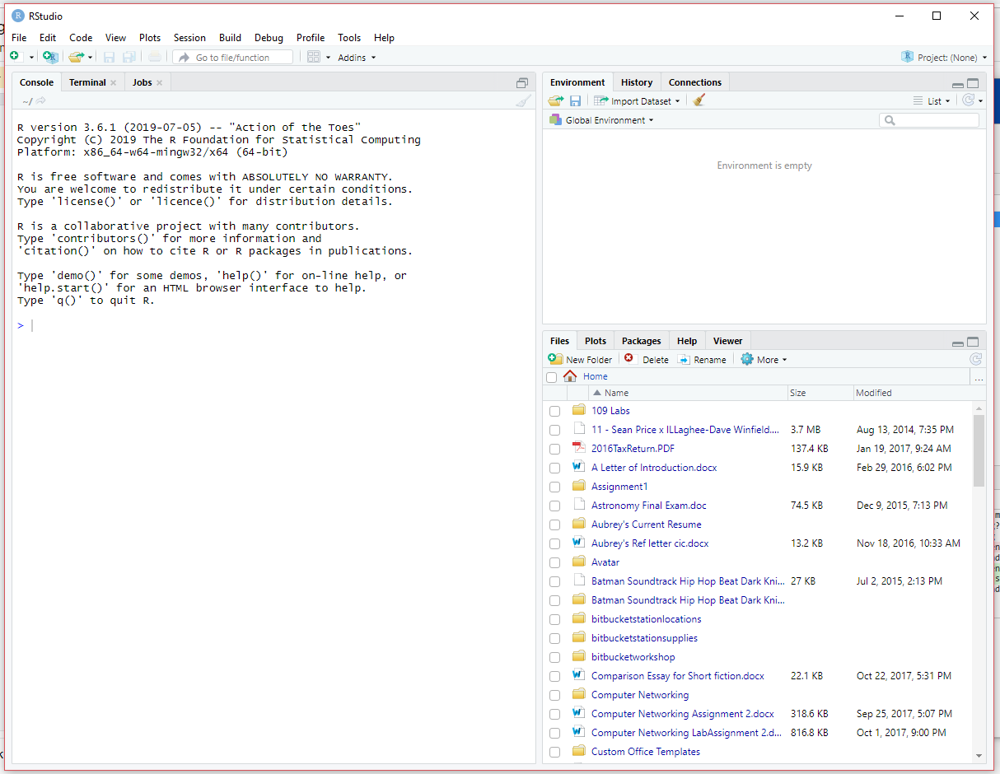 RStudio
File Edit Code View Plots Session Build Debug Profile Tools Help
Go to file/function Addins Project: (None)
Console Terminal Jobs
~/
R version 3.6.1 (2019-07-05) -- "Action of the Toes"
Copyright (C) 2019 The R Foundation for Statistical Computing
Platform: x86_64-w64-mingw32/x64 (64-bit)
R is free software and comes with ABSOLUTELY NO WARRANTY.
You are welcome to redistribute it under certain conditions.
Type 'license()' or 'licence()' for distribution details.
R is a collaborative project with many contributors.
Type 'contributors()' for more information and
'citation()' on how to cite R or R packages in publications.
Type 'demo()' for some demos, 'help()' for on-line help, or
'help.start()' for an HTML browser interface to help.
Type 'q()' to quit R.
>
Environment History Connections
Import Dataset List
Global Environment
Environment is empty
Files Plots Packages Help Viewer
New Folder Delete Rename More
Home ...
Name Size Modified
109 Labs
11 - Sean Price x ILLaghee-Dave Winfield.... 3.7 MB Aug 13, 2014, 7:35 PM
2016TaxReturn.PDF 137.4 KB Jan 19, 2017, 9:24 AM
A Letter of Introduction.docx 15.9 KB Feb 29, 2016, 6:02 PM
Assignment1
Astronomy Final Exam.doc 74.5 KB Dec 9, 2015, 7:13 PM
Aubrey's Current Resume
Aubrey's Ref letter cic.docx 13.2 KB Nov 18, 2016, 10:33 AM
Avatar
Batman Soundtrack Hip Hop Beat Dark Kni... 27 KB Jul 2, 2015, 2:13 PM
Batman Soundtrack Hip Hop Beat Dark Kni...
bitbucketstationlocations
bitbucketstationsupplies
bitbucketworkshop
Comparison Essay for Short fiction.docx 22.1 KB Oct 22, 2017, 5:31 PM
Computer Networking
Computer Networking Assignment 2.docx 318.6 KB Sep 25, 2017, 5:07 PM
Computer Networking LabAssignment 2.d... 816.8 KB Oct 1, 2017, 9:00 PM
Custom Office Templates